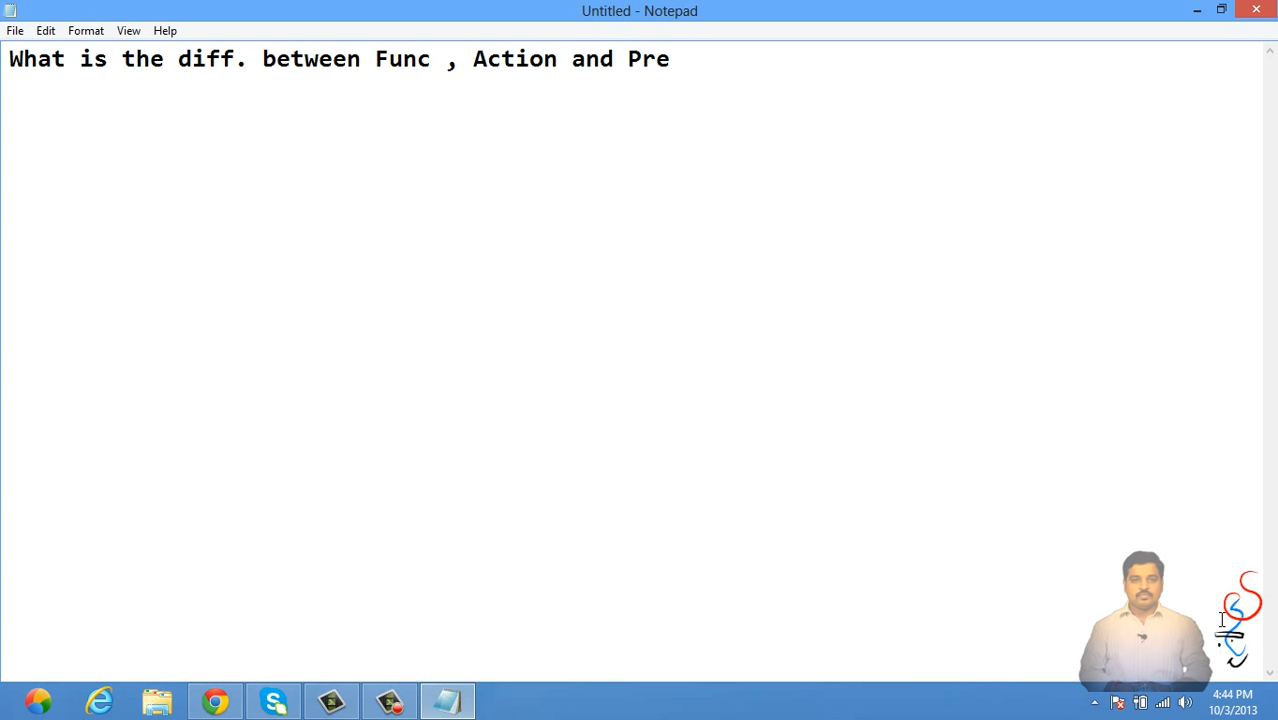 Untitled - Notepad
File Edit Format View Help
What is the diff. between Func , Action and Pre
4:44 PM
10/3/2013